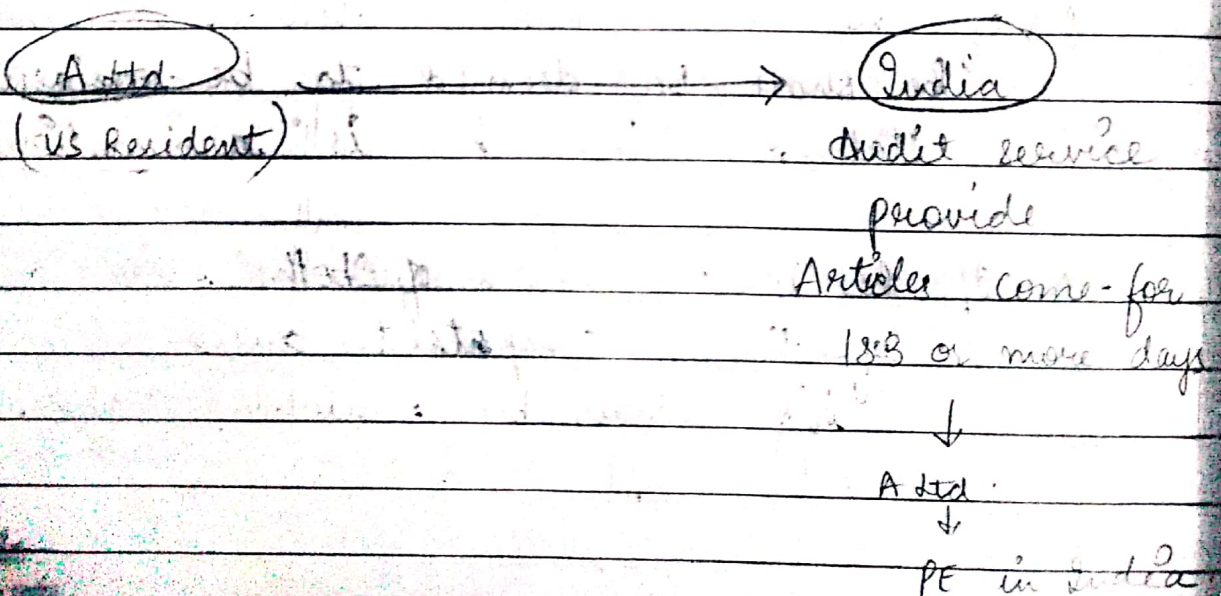 A Ltd. → India
(US Resident) Audit service
provide
Articles come for
183 or more days
↓
A Ltd.
↓
PE in India